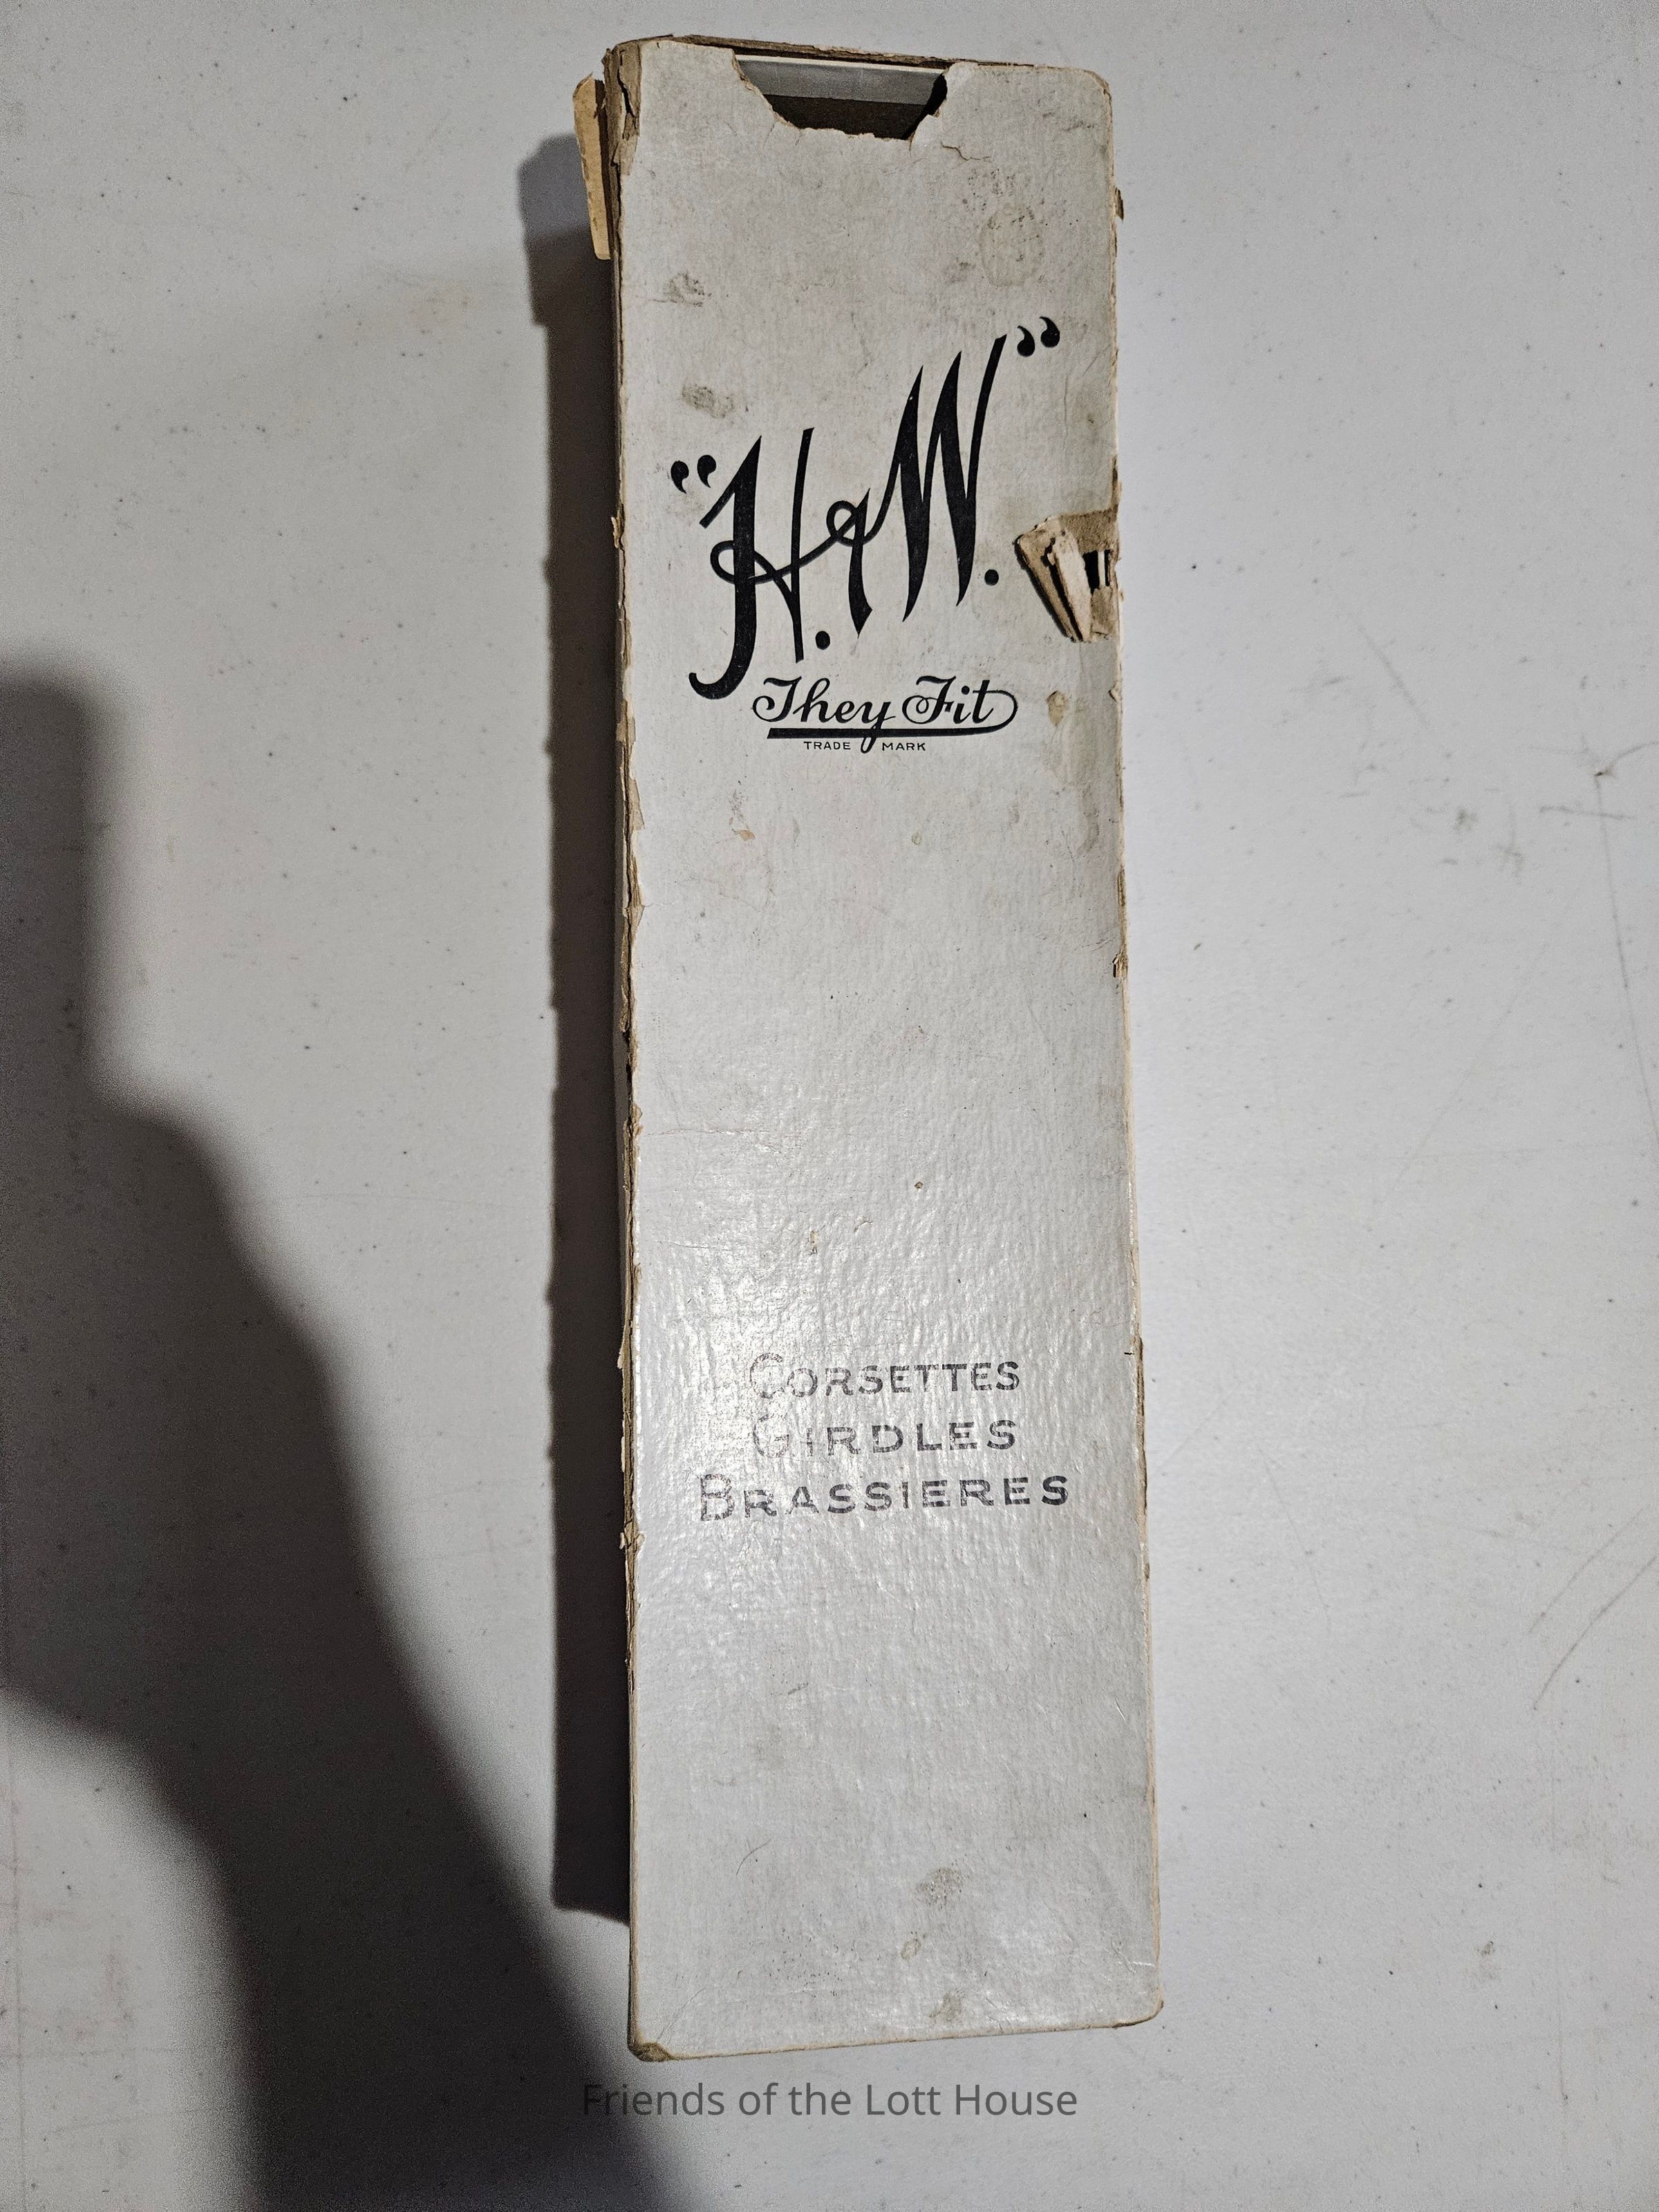 "H. & W."
They Fit
TRADE MARK
CORSETTES
GIRDLES
BRASSIERES
Friends of the Lott House